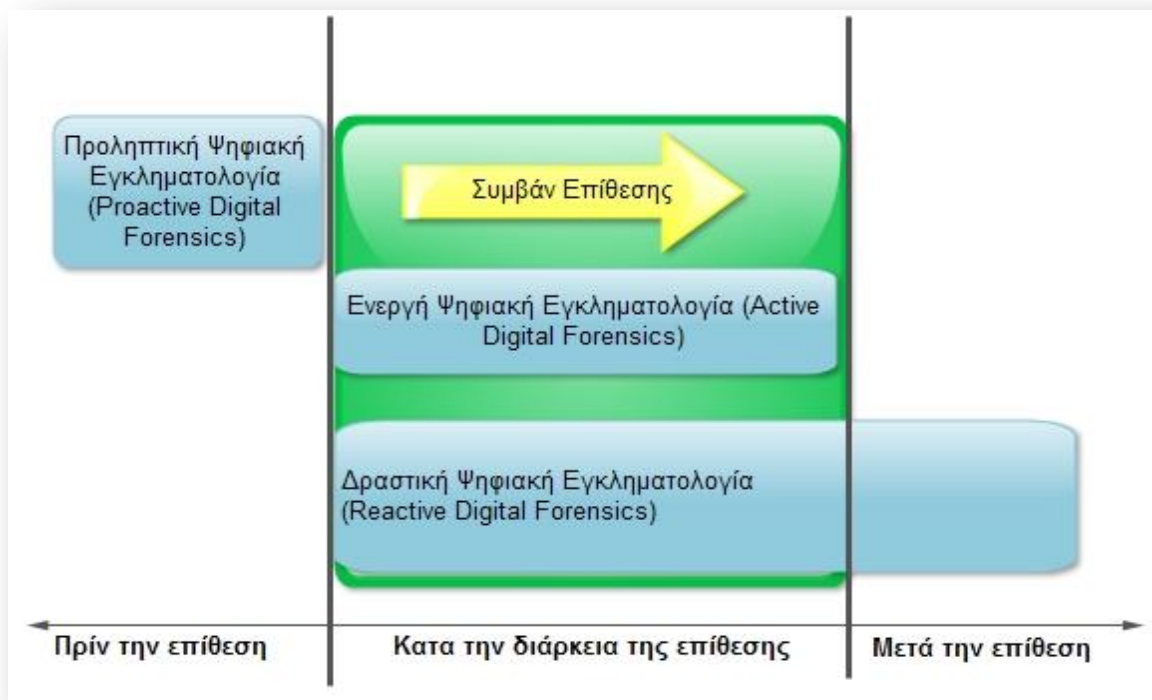 Προληπτική Ψηφιακή
Εγκληματολογία
(Proactive Digital
Forensics)
Συμβάν Επίθεσης
Ενεργή Ψηφιακή Εγκληματολογία (Active
Digital Forensics)
Δραστική Ψηφιακή Εγκληματολογία
(Reactive Digital Forensics)
Πρίν την επίθεση
Κατα την διάρκεια της επίθεσης
Μετά την επίθεση